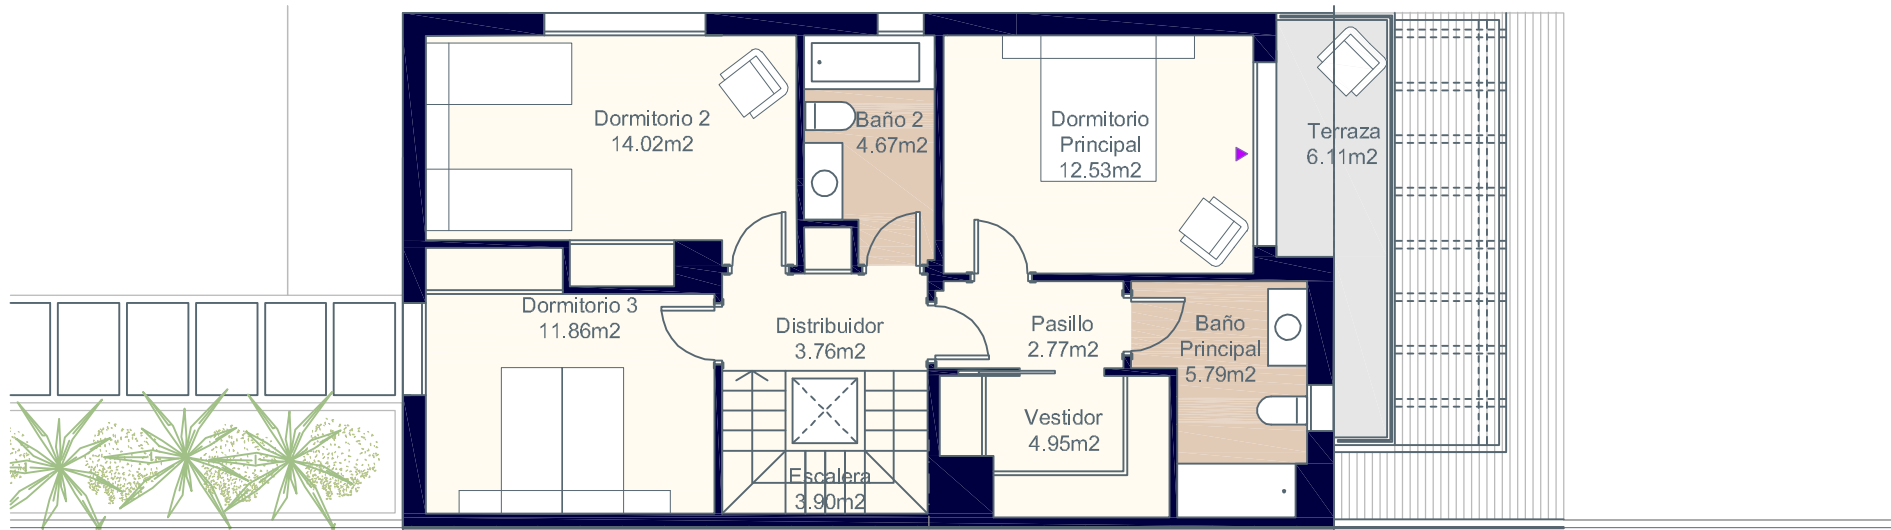 Dormitorio 2
14.02m2
Baño 2
4.67m2
Dormitorio
Principal
12.53m2
Terraza
6.11m2
Dormitorio 3
11.86m2
Distribuidor
3.76m2
Pasillo
2.77m2
Baño
Principal
5.79m2
Vestidor
4.95m2
Escalera
3.90m2